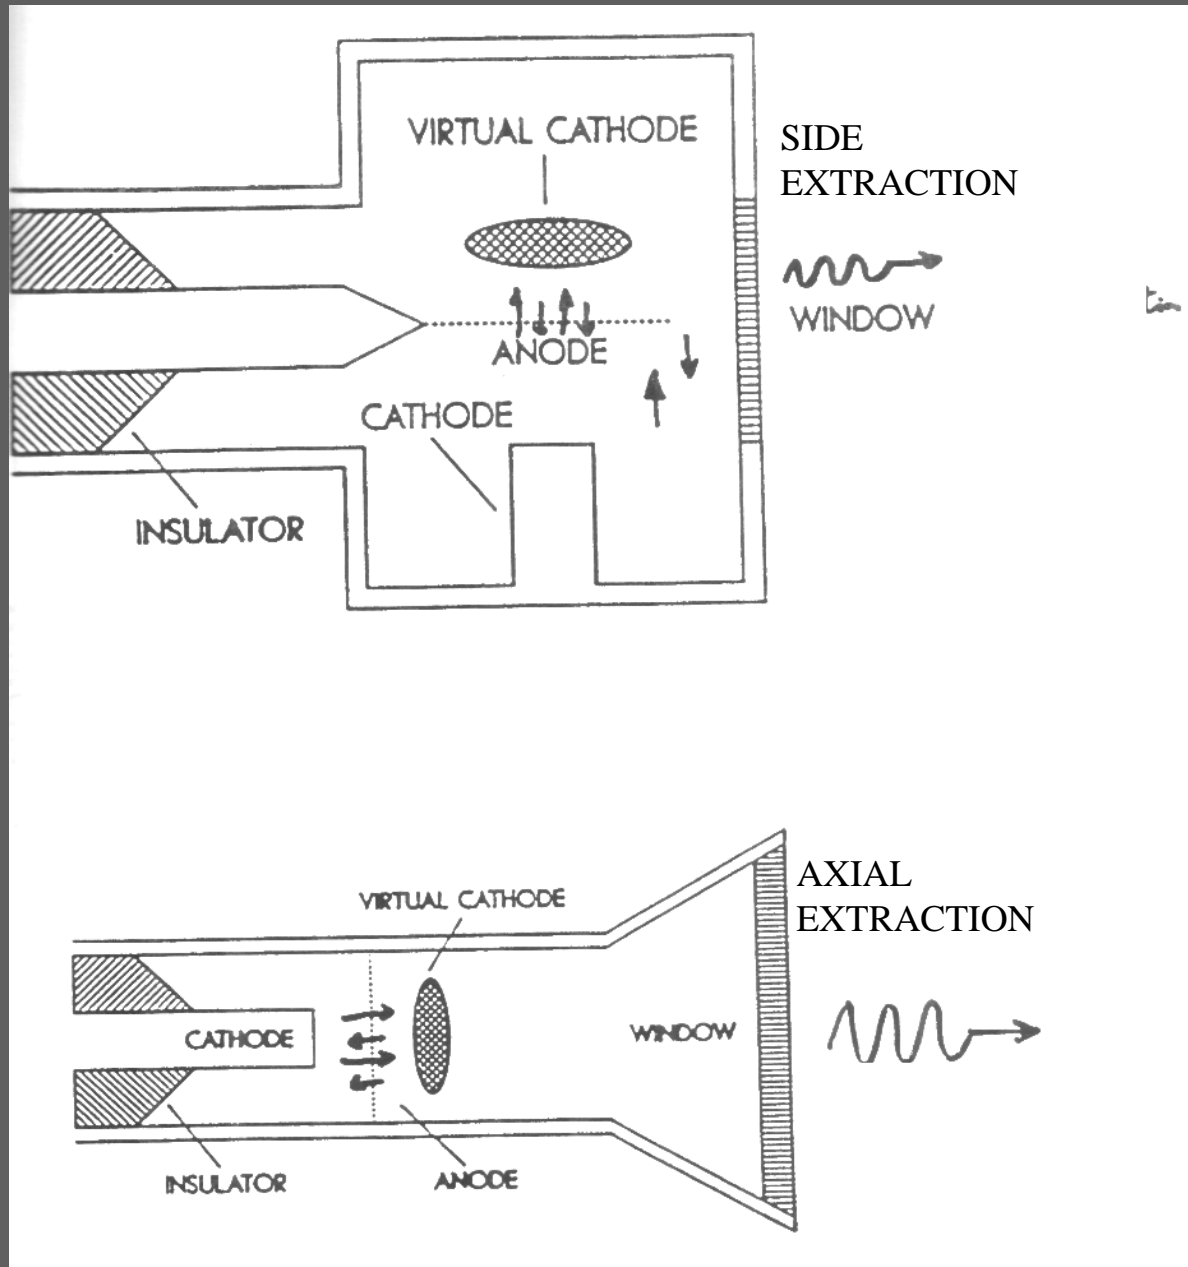 VIRTUAL CATHODE
SIDE
EXTRACTION
WINDOW
ANODE
CATHODE
INSULATOR
VIRTUAL CATHODE
AXIAL
EXTRACTION
CATHODE
WINDOW
INSULATOR
ANODE